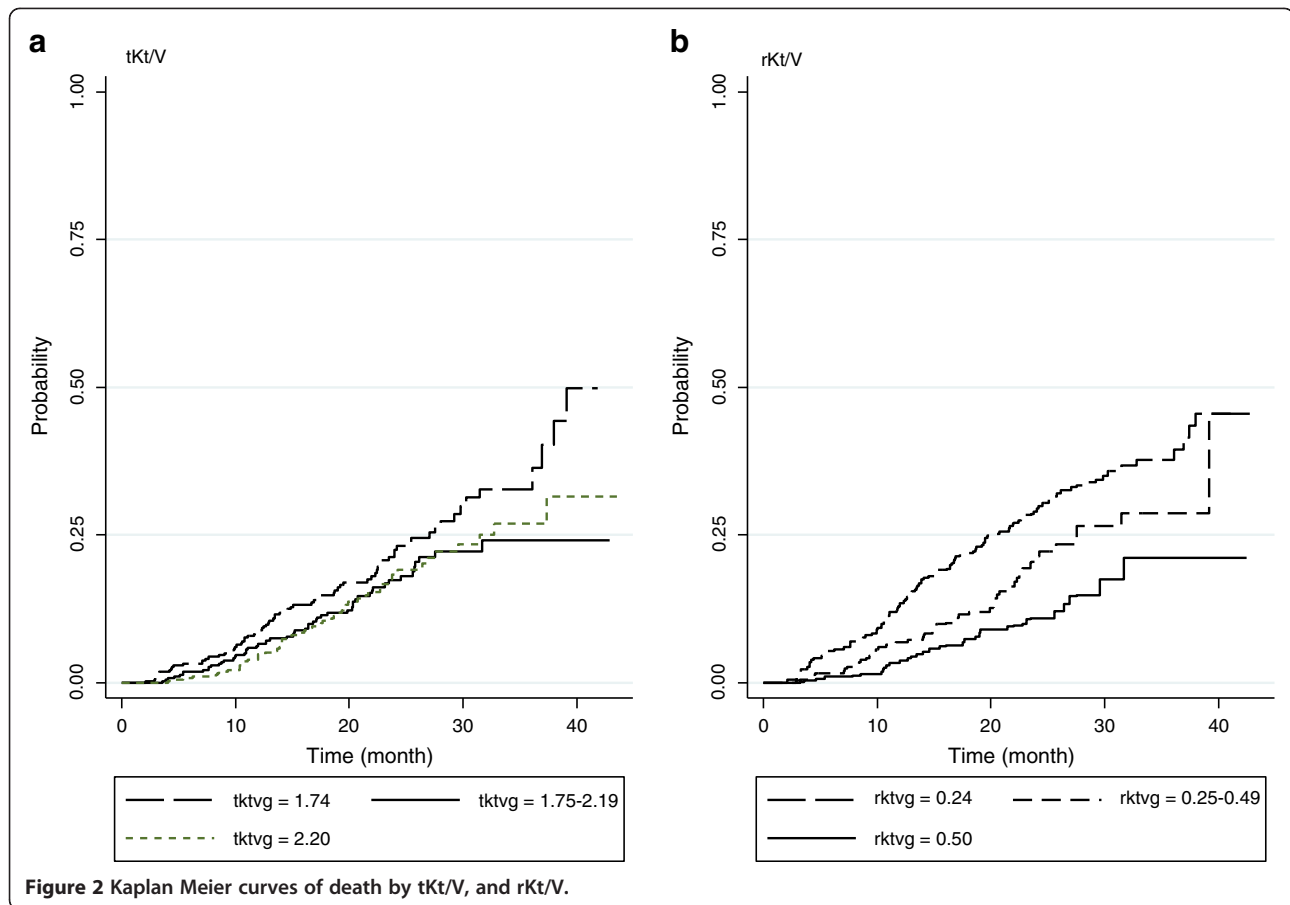 a
tKt/V
1.00
0.75
0.50
0.25
0.00
Probability
0 10 20 30 40
Time (month)
tktvg = 1.74 tktvg = 1.75-2.19
tktvg = 2.20
b
rKt/V
1.00
0.75
0.50
0.25
0.00
Probability
0 10 20 30 40
Time (month)
rktvg = 0.24 rktvg = 0.25-0.49
rktvg = 0.50
Figure 2 Kaplan Meier curves of death by tKt/V, and rKt/V.